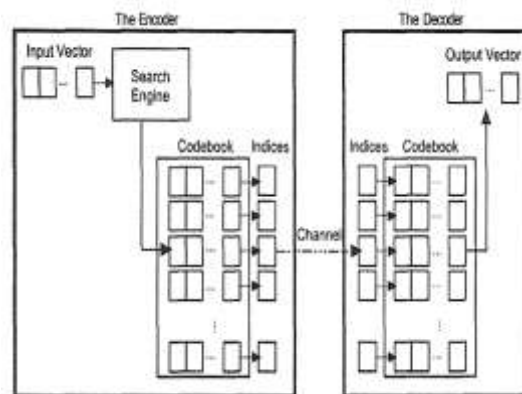 The Encoder
The Decoder
Input Vector
Output Vector
Search
Engine
Codebook
Indices
Indices
Codebook
Channel